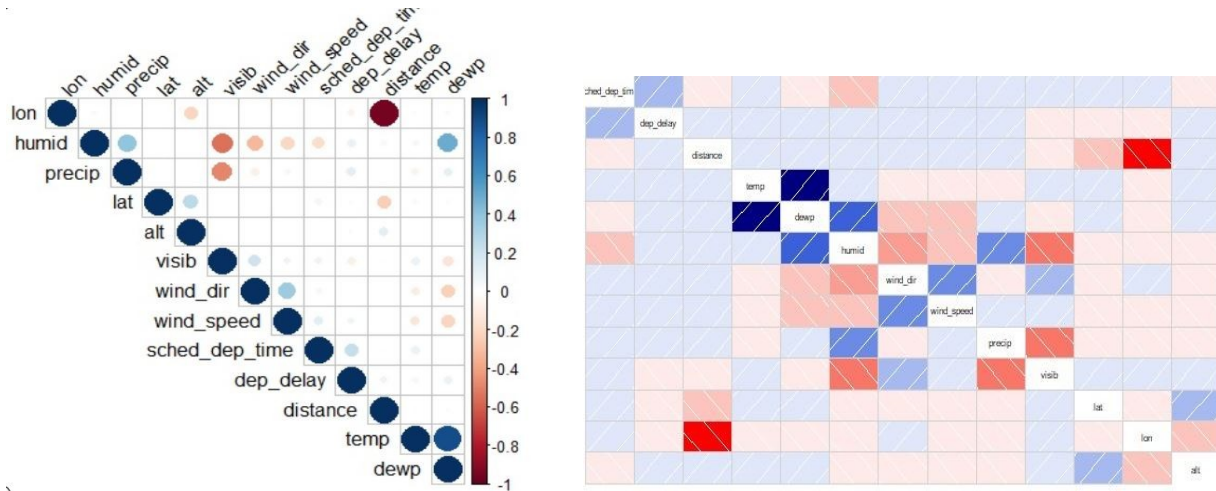 lon
humid
precip
lat
alt
visib
wind_dir
wind_speed
sched_dep_tim
dep_delay
distance
temp
dewp
lon
humid
precip
lat
alt
visib
wind_dir
wind_speed
sched_dep_time
dep_delay
distance
temp
dewp
1
0.8
0.6
0.4
0.2
0
-0.2
-0.4
-0.6
-0.8
-1
ched_dep_tim
dep_delay
distance
temp
dewp
humid
wind_dir
wind_speed
precip
visib
lat
lon
alt